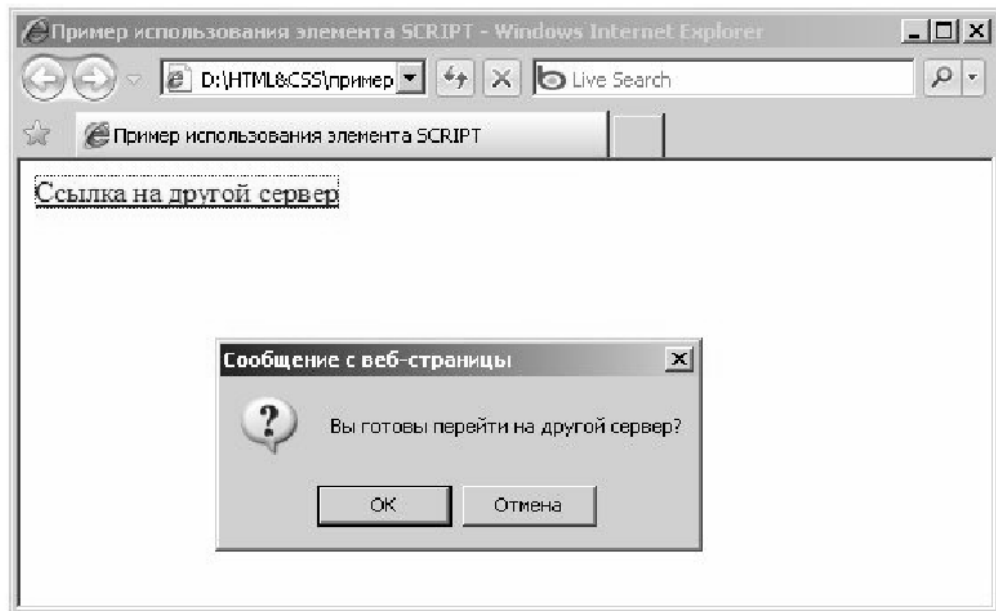 Пример использования элемента SCRIPT - Windows Internet Explorer
D:\HTML&CSS\пример
Live Search
Пример использования элемента SCRIPT
Ссылка на другой сервер
Сообщение с веб-страницы
Вы готовы перейти на другой сервер?
OK
Отмена